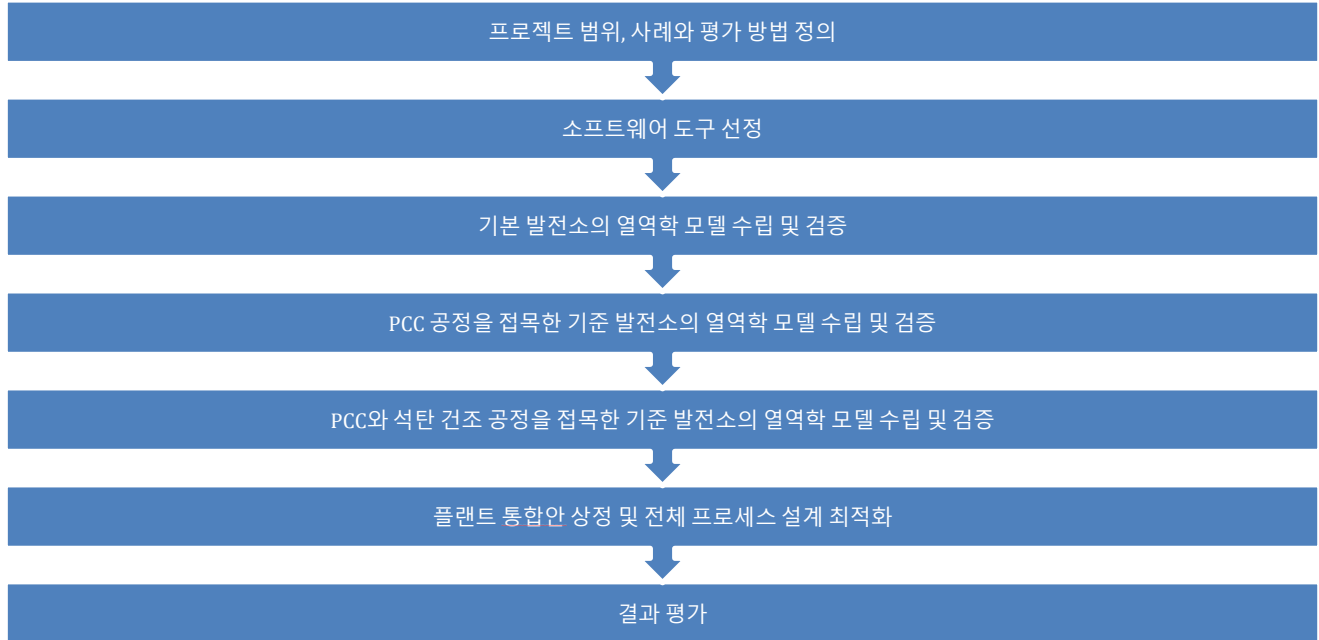 프로젝트 범위, 사례와 평가 방법 정의
소프트웨어 도구 선정
기본 발전소의 열역학 모델 수립 및 검증
PCC 공정을 접목한 기준 발전소의 열역학 모델 수립 및 검증
PCC와 석탄 건조 공정을 접목한 기준 발전소의 열역학 모델 수립 및 검증
플랜트 통합안 상정 및 전체 프로세스 설계 최적화
결과 평가